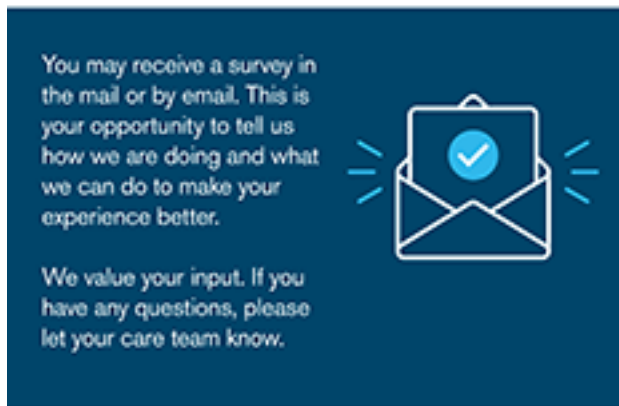 You may receive a survey in
the mail or by email. This is
your opportunity to tell us
how we are doing and what
we can do to make your
experience better.
We value your input. If you
have any questions, please
let your care team know.